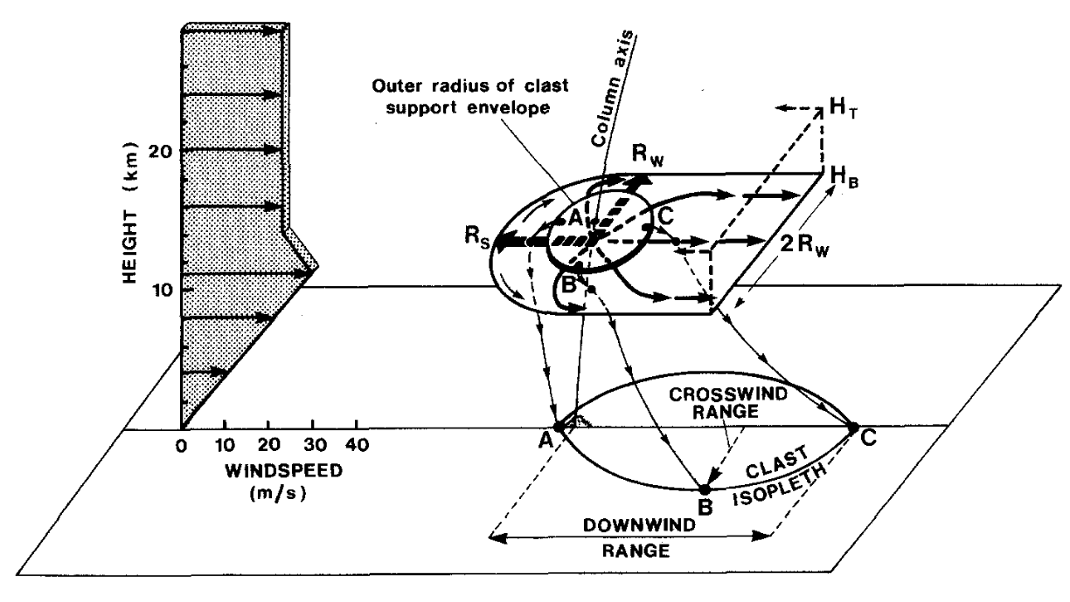 Outer radius of clast
support envelope
Column axis
R_W
H_T
H_B
20
HEIGHT (km)
A
C
R_S
2R_W
B
10
CROSSWIND
RANGE
0 10 20 30 40
A
C
WINDSPEED
(m/s)
CLAST
ISOPLETH
B
DOWNWIND
RANGE